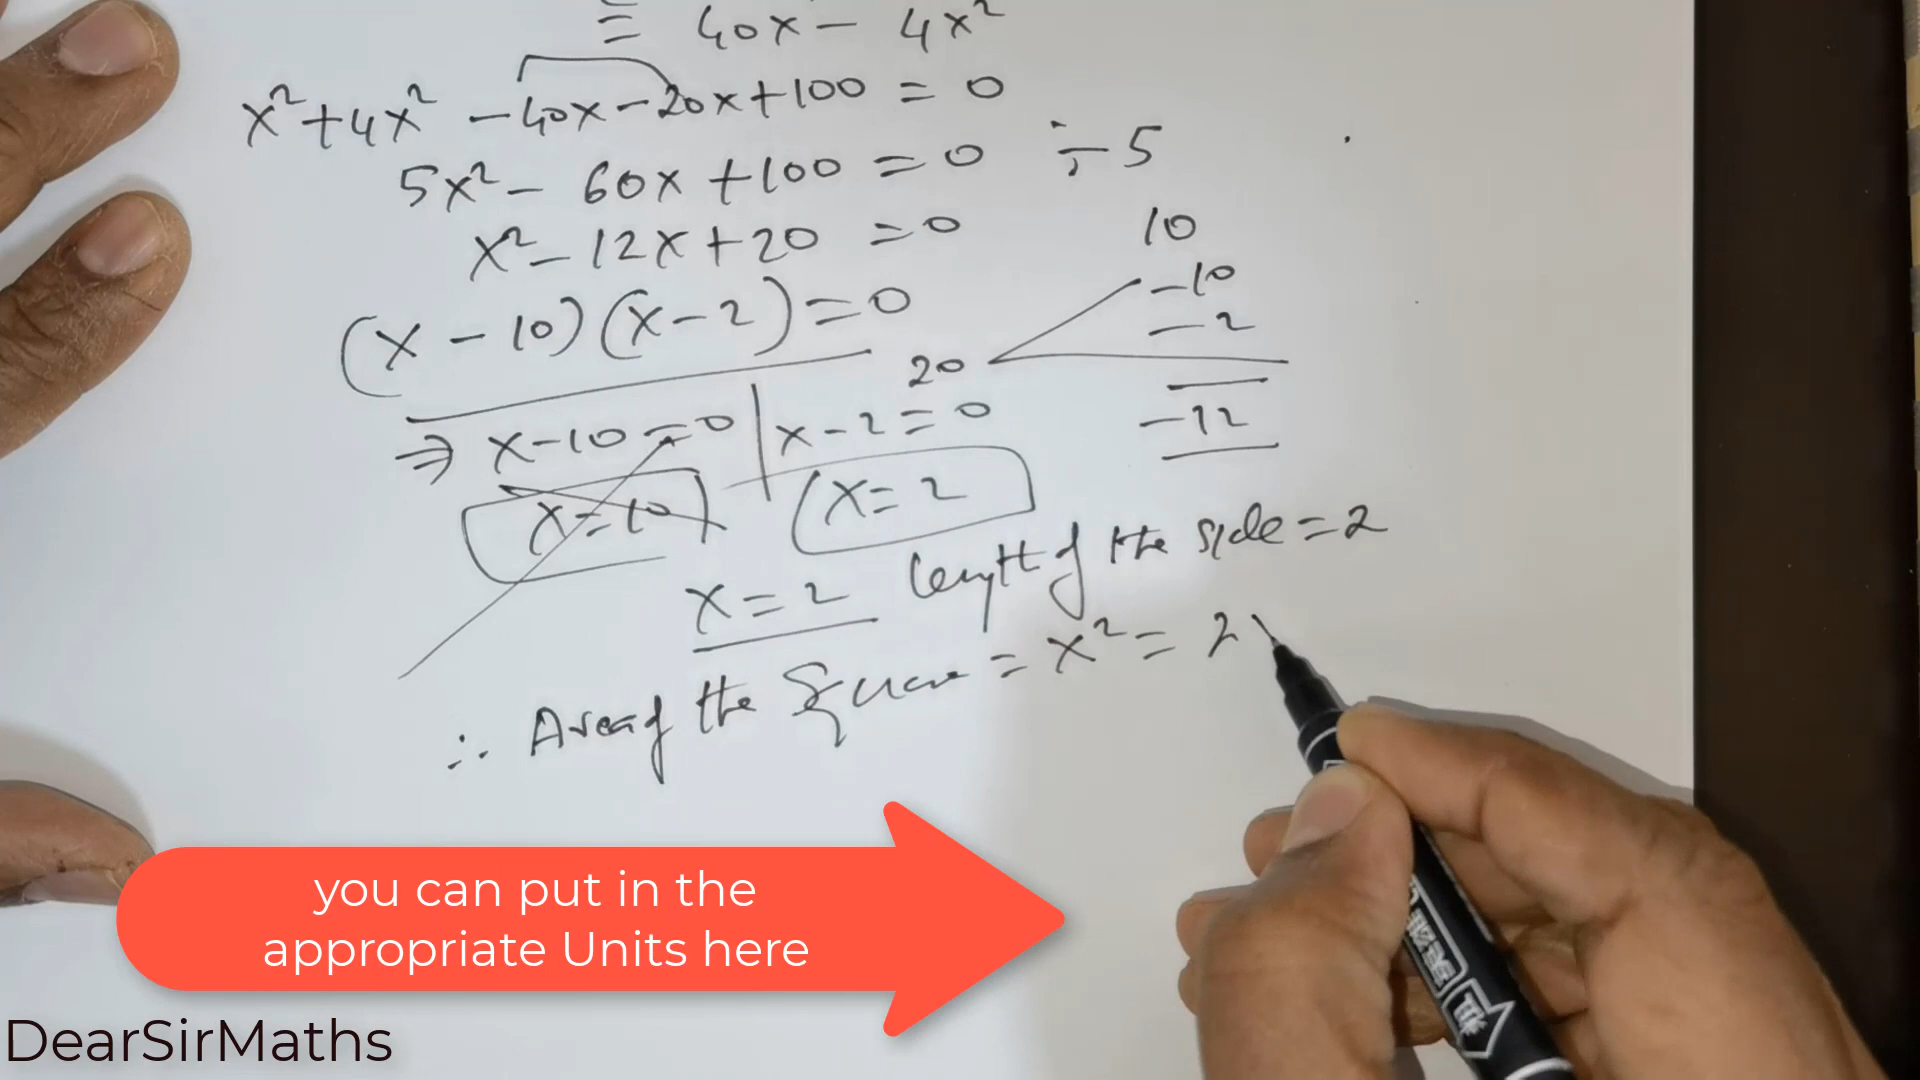 = 40x - 4x²
x² + 4x² - 40x - 20x + 100 = 0
5x² - 60x + 100 = 0 ÷ 5
x² - 12x + 20 = 0
10
(x - 10)(x - 2) = 0
-10
-2
20
-12
⇒ x - 10 = 0 | x - 2 = 0
x = 10
x = 2
x = 2 length of the side = 2
∴ Area of the Square = x² = 2
you can put in the
appropriate Units here
DearSirMaths